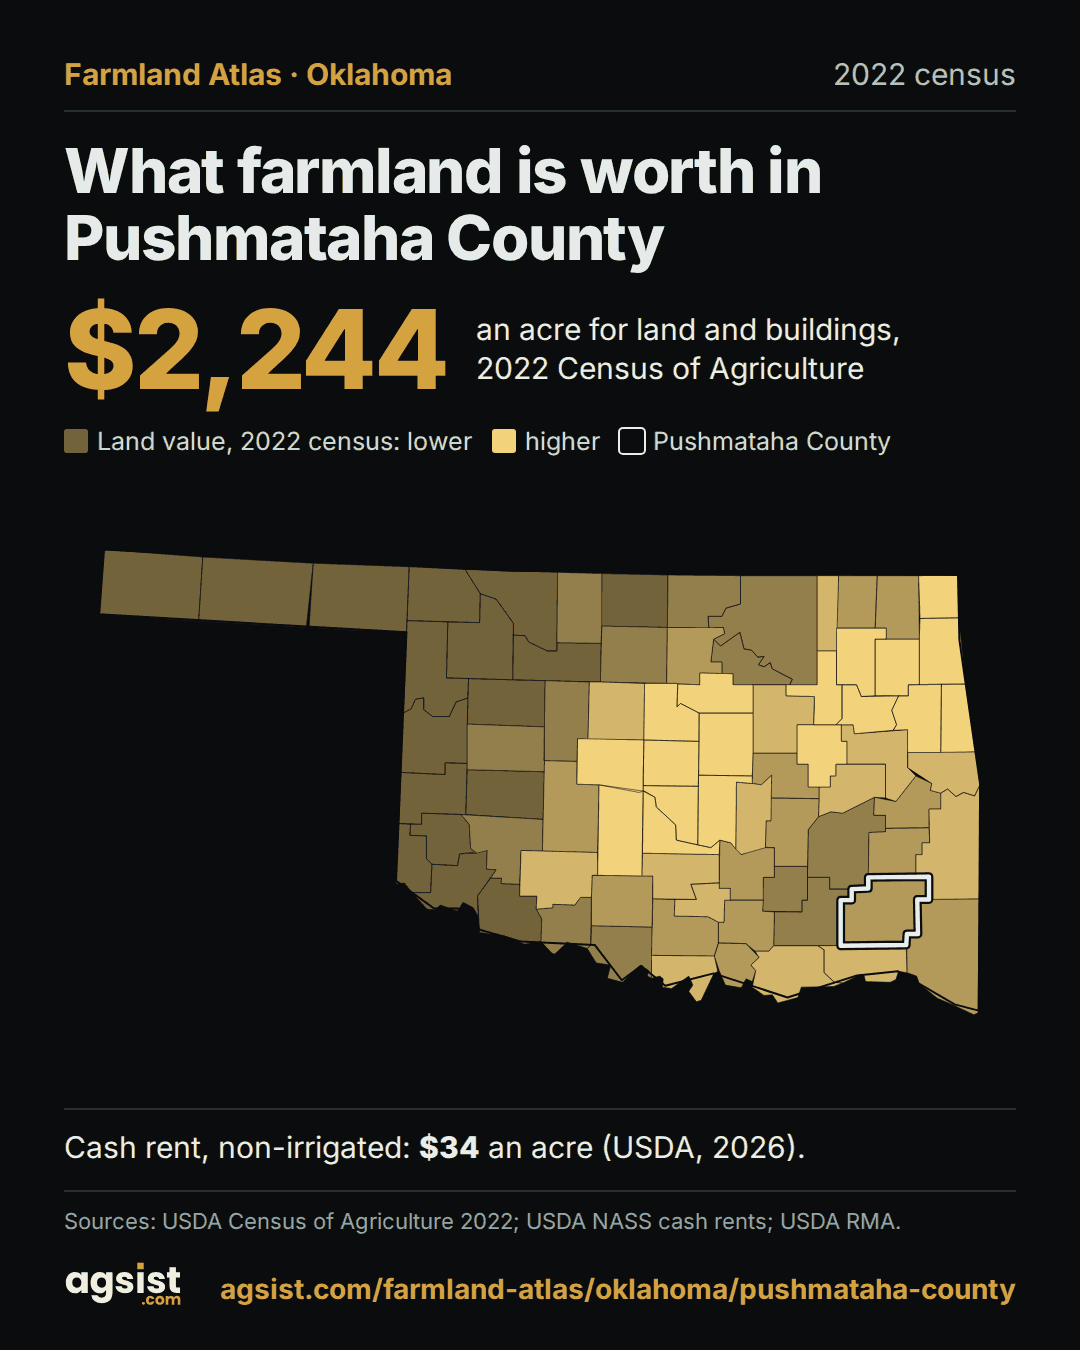 Farmland Atlas · Oklahoma
2022 census
What farmland is worth in
Pushmataha County
$2,244
an acre for land and buildings,
2022 Census of Agriculture
Land value, 2022 census: lower
higher
Pushmataha County
Cash rent, non-irrigated: $34 an acre (USDA, 2026).
Sources: USDA Census of Agriculture 2022; USDA NASS cash rents; USDA RMA.
agsist
.com
agsist.com/farmland-atlas/oklahoma/pushmataha-county